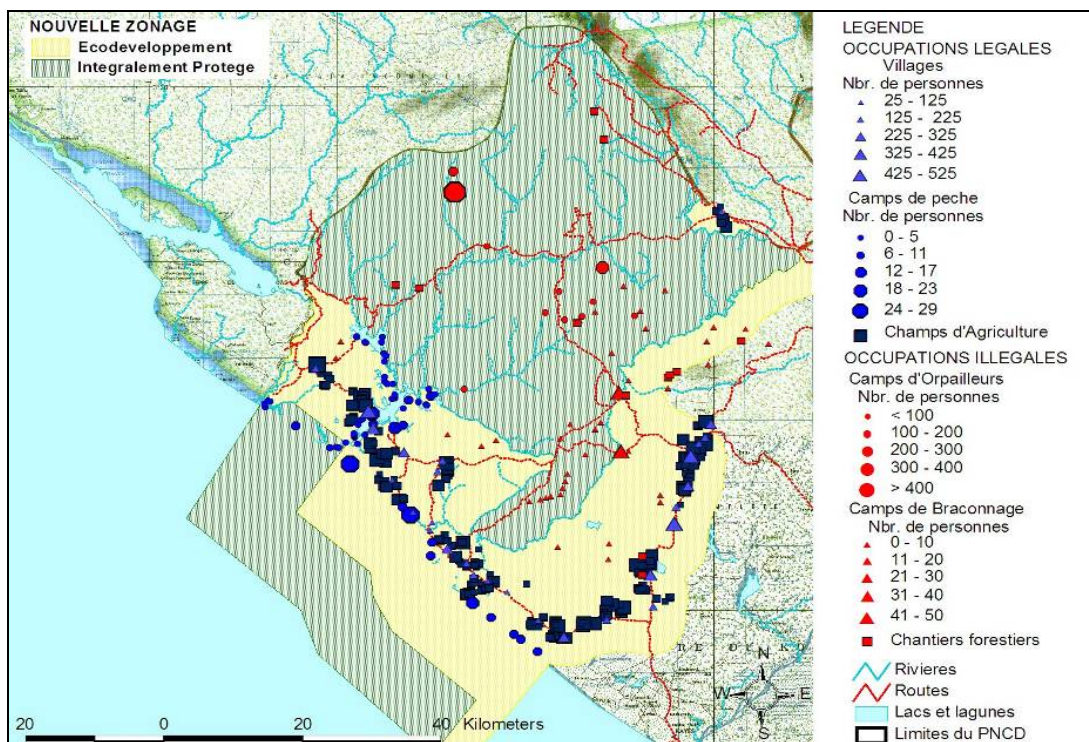 NOUVELLE ZONAGE
Ecodeveloppement
Integralement Protege
LEGENDE
OCCUPATIONS LEGALES
Villages
Nbr. de personnes
25 - 125
125 - 225
225 - 325
325 - 425
425 - 525
Camps de peche
Nbr. de personnes
0 - 5
6 - 11
12 - 17
18 - 23
24 - 29
Champs d'Agriculture
OCCUPATIONS ILLEGALES
Camps d'Orpailleurs
Nbr. de personnes
< 100
100 - 200
200 - 300
300 - 400
> 400
Camps de Braconnage
Nbr. de personnes
0 - 10
11 - 20
21 - 30
31 - 40
41 - 50
Chantiers forestiers
Rivieres
Routes
Lacs et lagunes
Limites du PNCD
N
W E
S
20 0 20 40 Kilometers